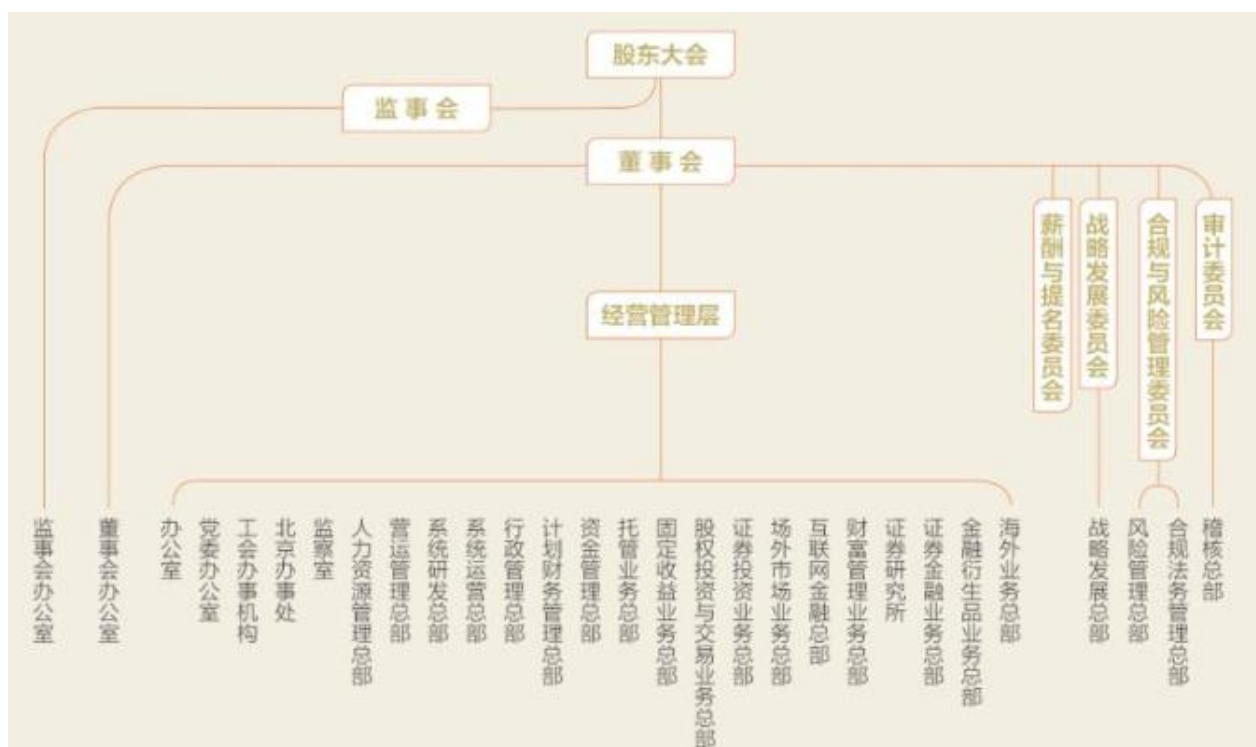 股东大会
监事会
董事会
经营管理层
薪酬与提名委员会
战略发展委员会
合规与风险管理委员会
审计委员会
监事会办公室
董事会办公室
办公室
党委办公室
工会办事机构
北京办事处
监察室
人力资源管理总部
营运管理总部
系统研发总部
系统运营总部
行政管理总部
计划财务管理总部
资金管理总部
托管业务总部
固定收益业务总部
股权投资与交易业务总部
证券投资业务总部
场外市场业务总部
互联网金融总部
财富管理业务总部
证券研究所
证券金融业务总部
金融衍生品业务总部
海外业务总部
战略发展总部
风险管理总部
合规法务管理总部
稽核总部